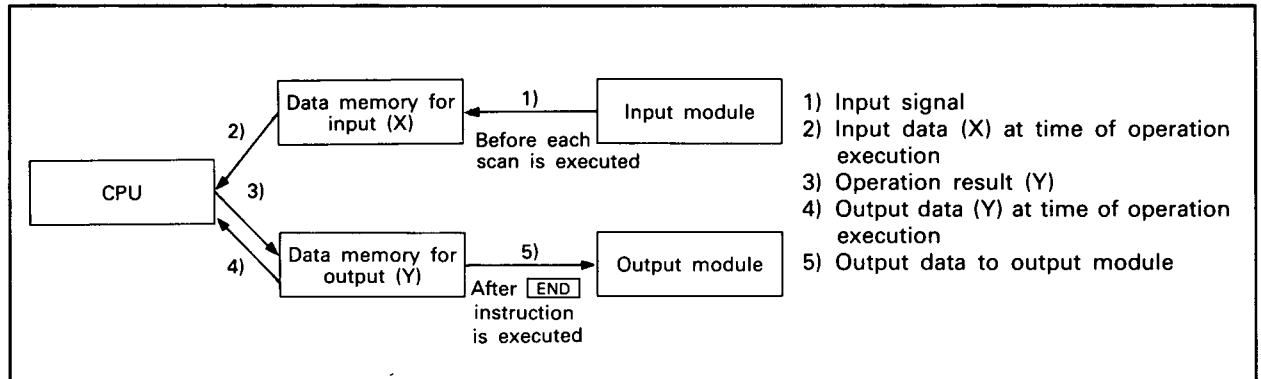 Data memory for
input (X)
1)
Input module
Before each
scan is executed
2)
CPU
3)
4)
Data memory for
output (Y)
5)
Output module
After END
instruction
is executed
1) Input signal
2) Input data (X) at time of operation
execution
3) Operation result (Y)
4) Output data (Y) at time of operation
execution
5) Output data to output module